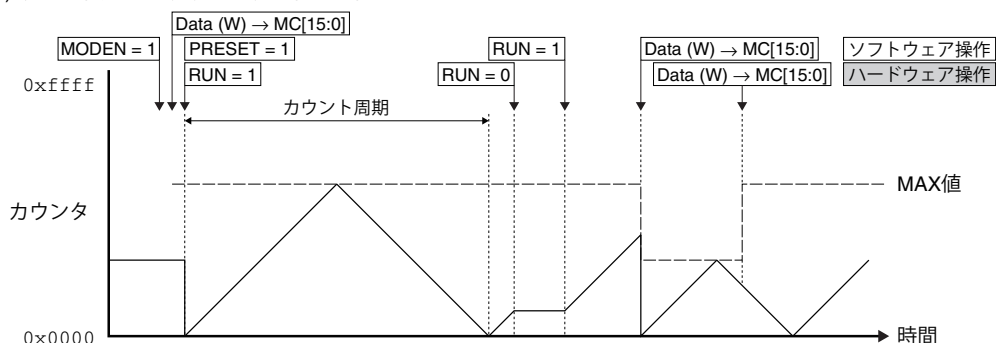 Data (W) → MC[15:0]
MODEN = 1
PRESET = 1
RUN = 1
RUN = 1
RUN = 0
Data (W) → MC[15:0]
ソフトウェア操作
Data (W) → MC[15:0]
ハードウェア操作
0xffff
カウント周期
MAX値
カウンタ
0x0000
時間